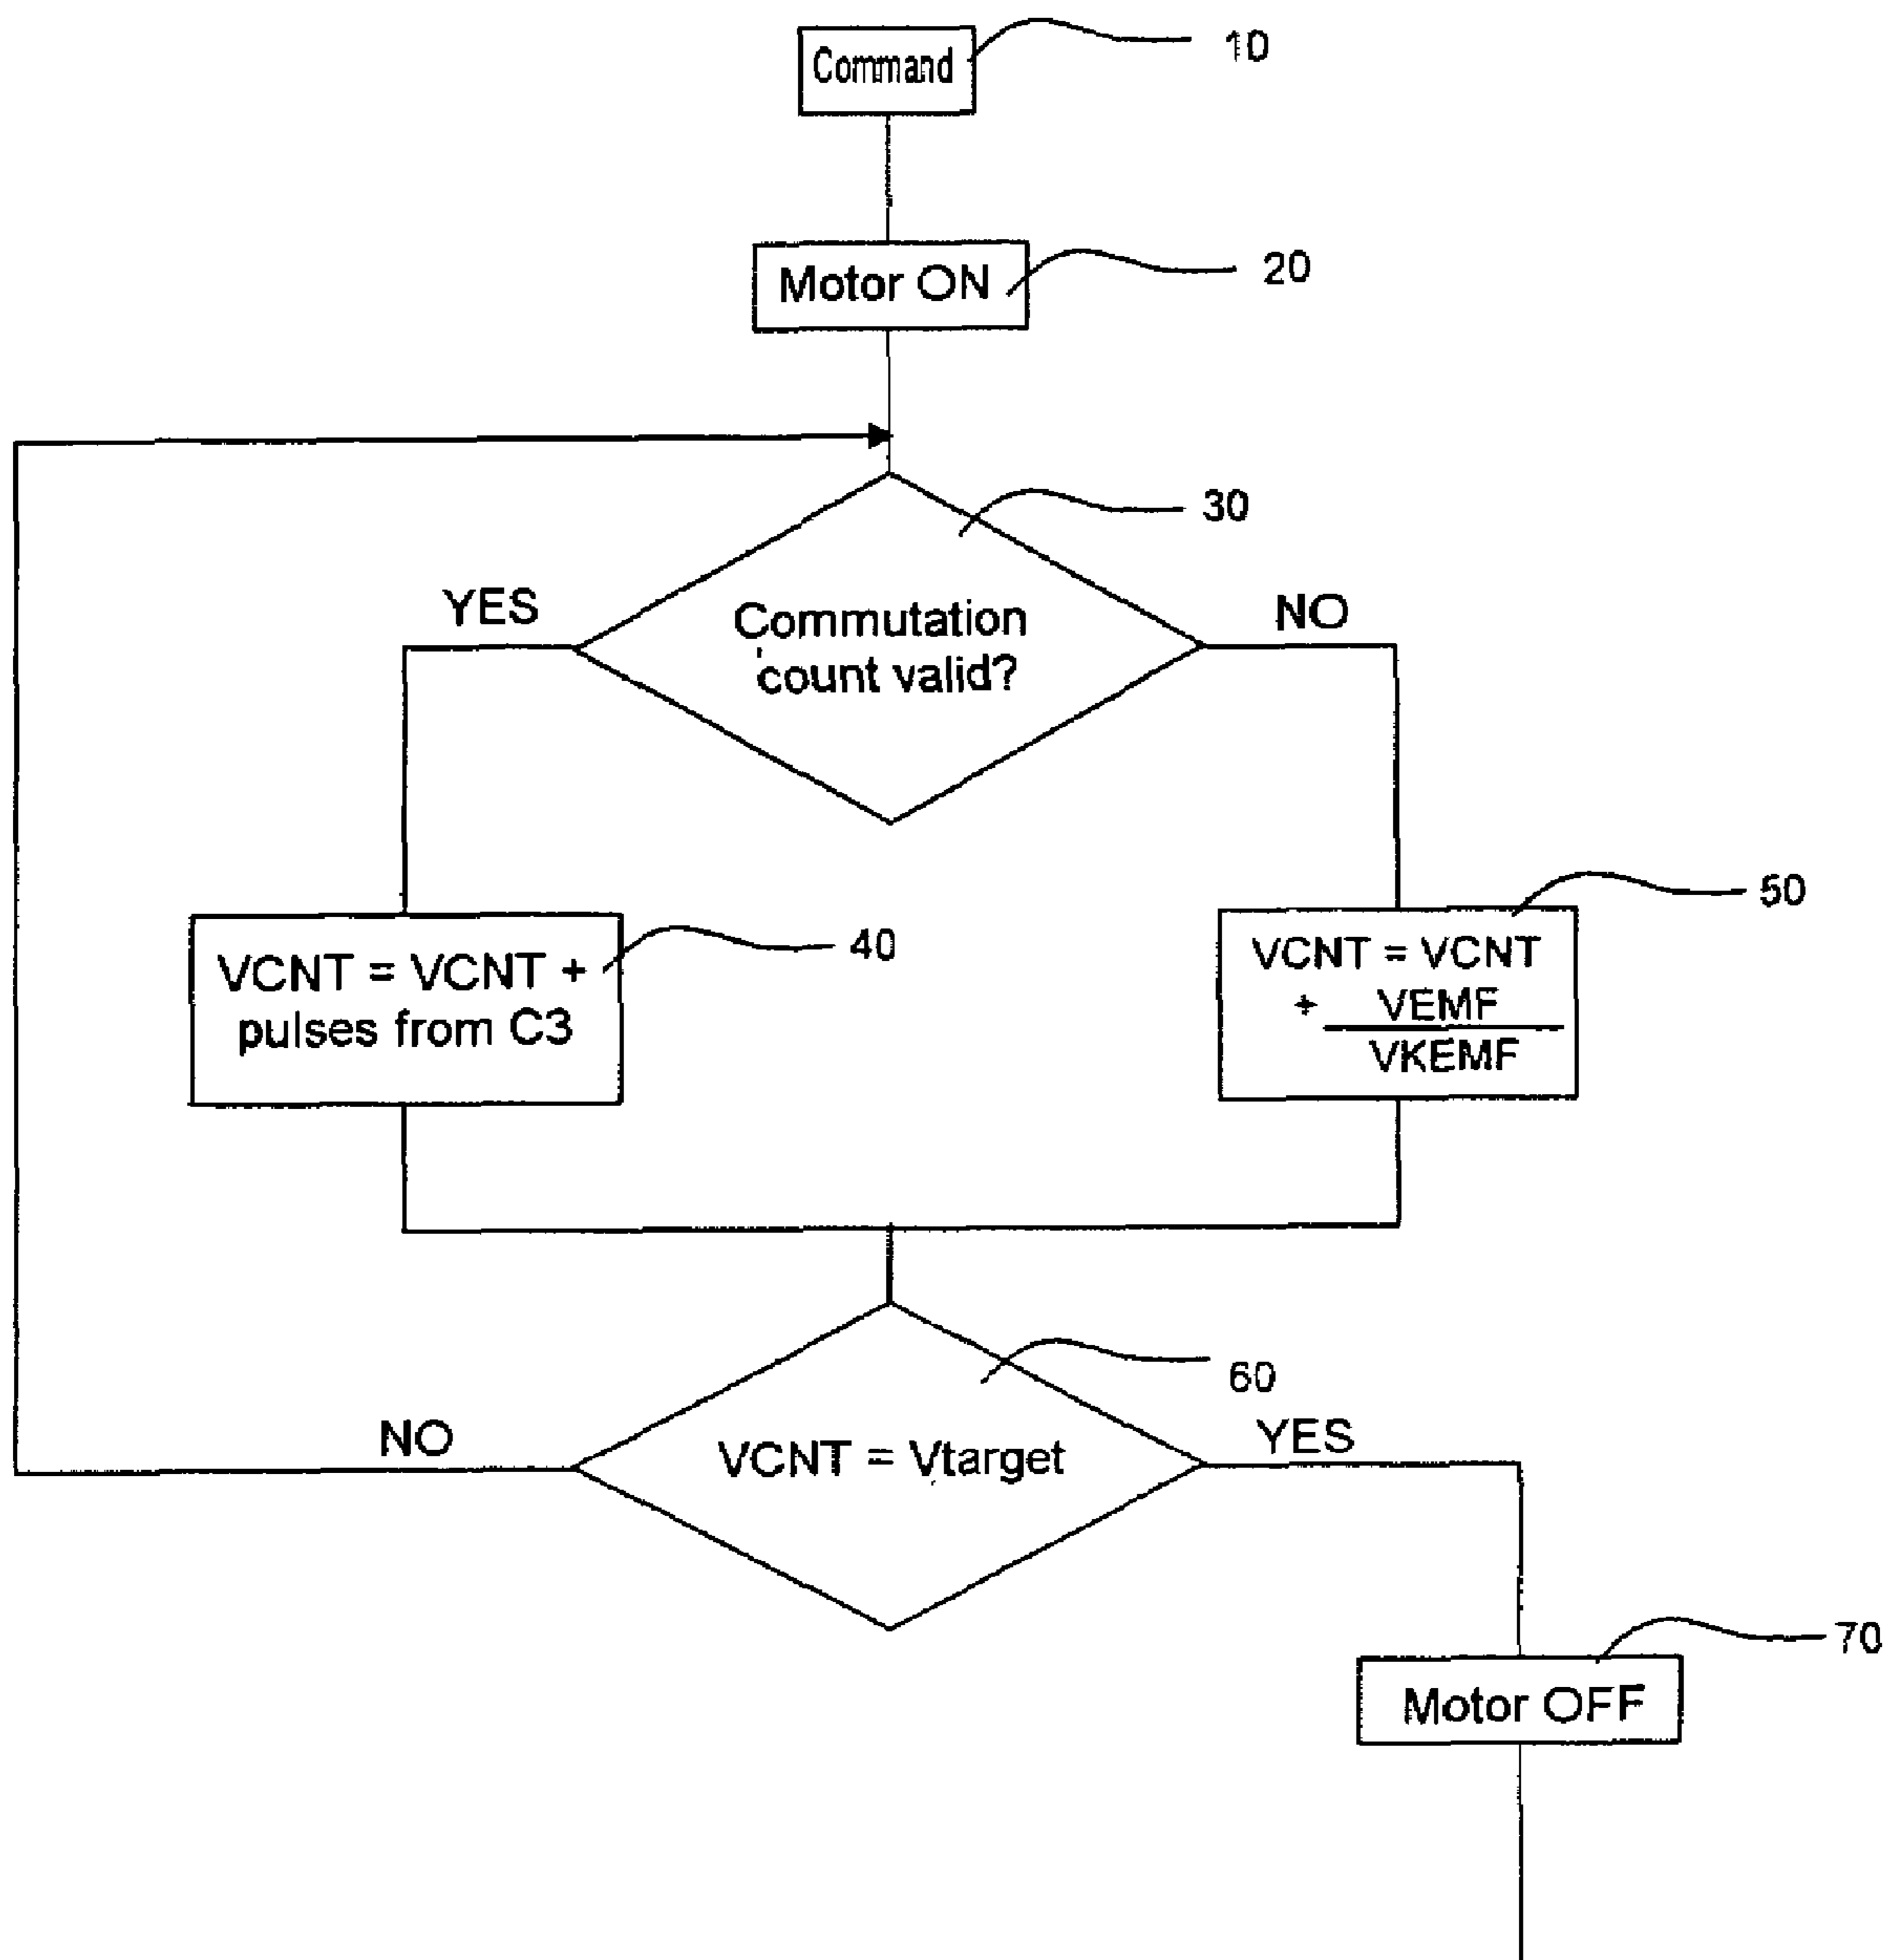 Command
10
Motor ON
20
30
YES
NO
Commutation
count valid?
50
VCNT = VCNT +
pulses from C3
40
VCNT = VCNT
+ VEMF
VKEMF
60
NO
VCNT = Vtarget
YES
70
Motor OFF